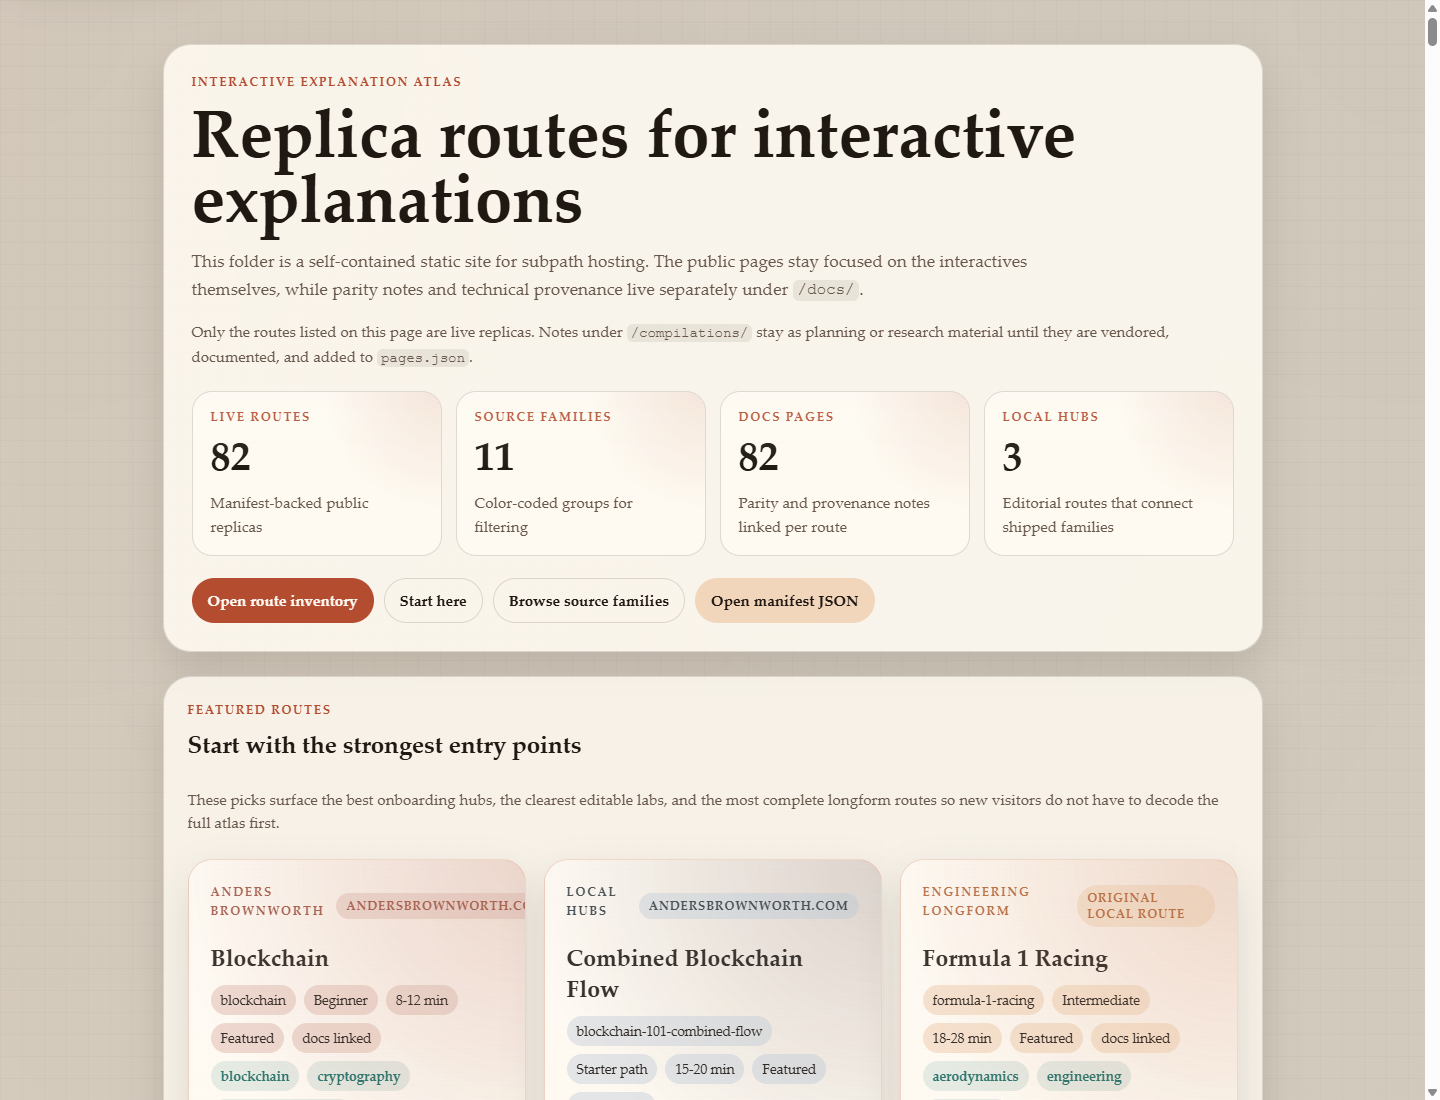 INTERACTIVE EXPLANATION ATLAS
Replica routes for interactive
explanations
This folder is a self-contained static site for subpath hosting. The public pages stay focused on the interactives
themselves, while parity notes and technical provenance live separately under /docs/.
Only the routes listed on this page are live replicas. Notes under /compilations/ stay as planning or research material until they are vendored,
documented, and added to pages.json.
LIVE ROUTES
82
Manifest-backed public
replicas
SOURCE FAMILIES
11
Color-coded groups for
filtering
DOCS PAGES
82
Parity and provenance notes
linked per route
LOCAL HUBS
3
Editorial routes that connect
shipped families
Open route inventory
Start here
Browse source families
Open manifest JSON
FEATURED ROUTES
Start with the strongest entry points
These picks surface the best onboarding hubs, the clearest editable labs, and the most complete longform routes so new visitors do not have to decode the
full atlas first.
ANDERS
BROWNWORTH
ANDERSBROWNWORTH.CO
Blockchain
blockchain Beginner 8-12 min
Featured docs linked
blockchain cryptography
LOCAL
HUBS
ANDERSBROWNWORTH.COM
Combined Blockchain
Flow
blockchain-101-combined-flow
Starter path 15-20 min Featured
ENGINEERING
LONGFORM
ORIGINAL
LOCAL ROUTE
Formula 1 Racing
formula-1-racing Intermediate
18-28 min Featured docs linked
aerodynamics engineering